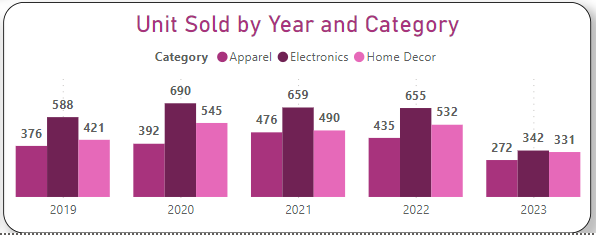 Unit Sold by Year and Category
Category Apparel Electronics Home Decor
376 588 421 392 690 545 476 659 490 435 655 532 272 342 331
2019 2020 2021 2022 2023